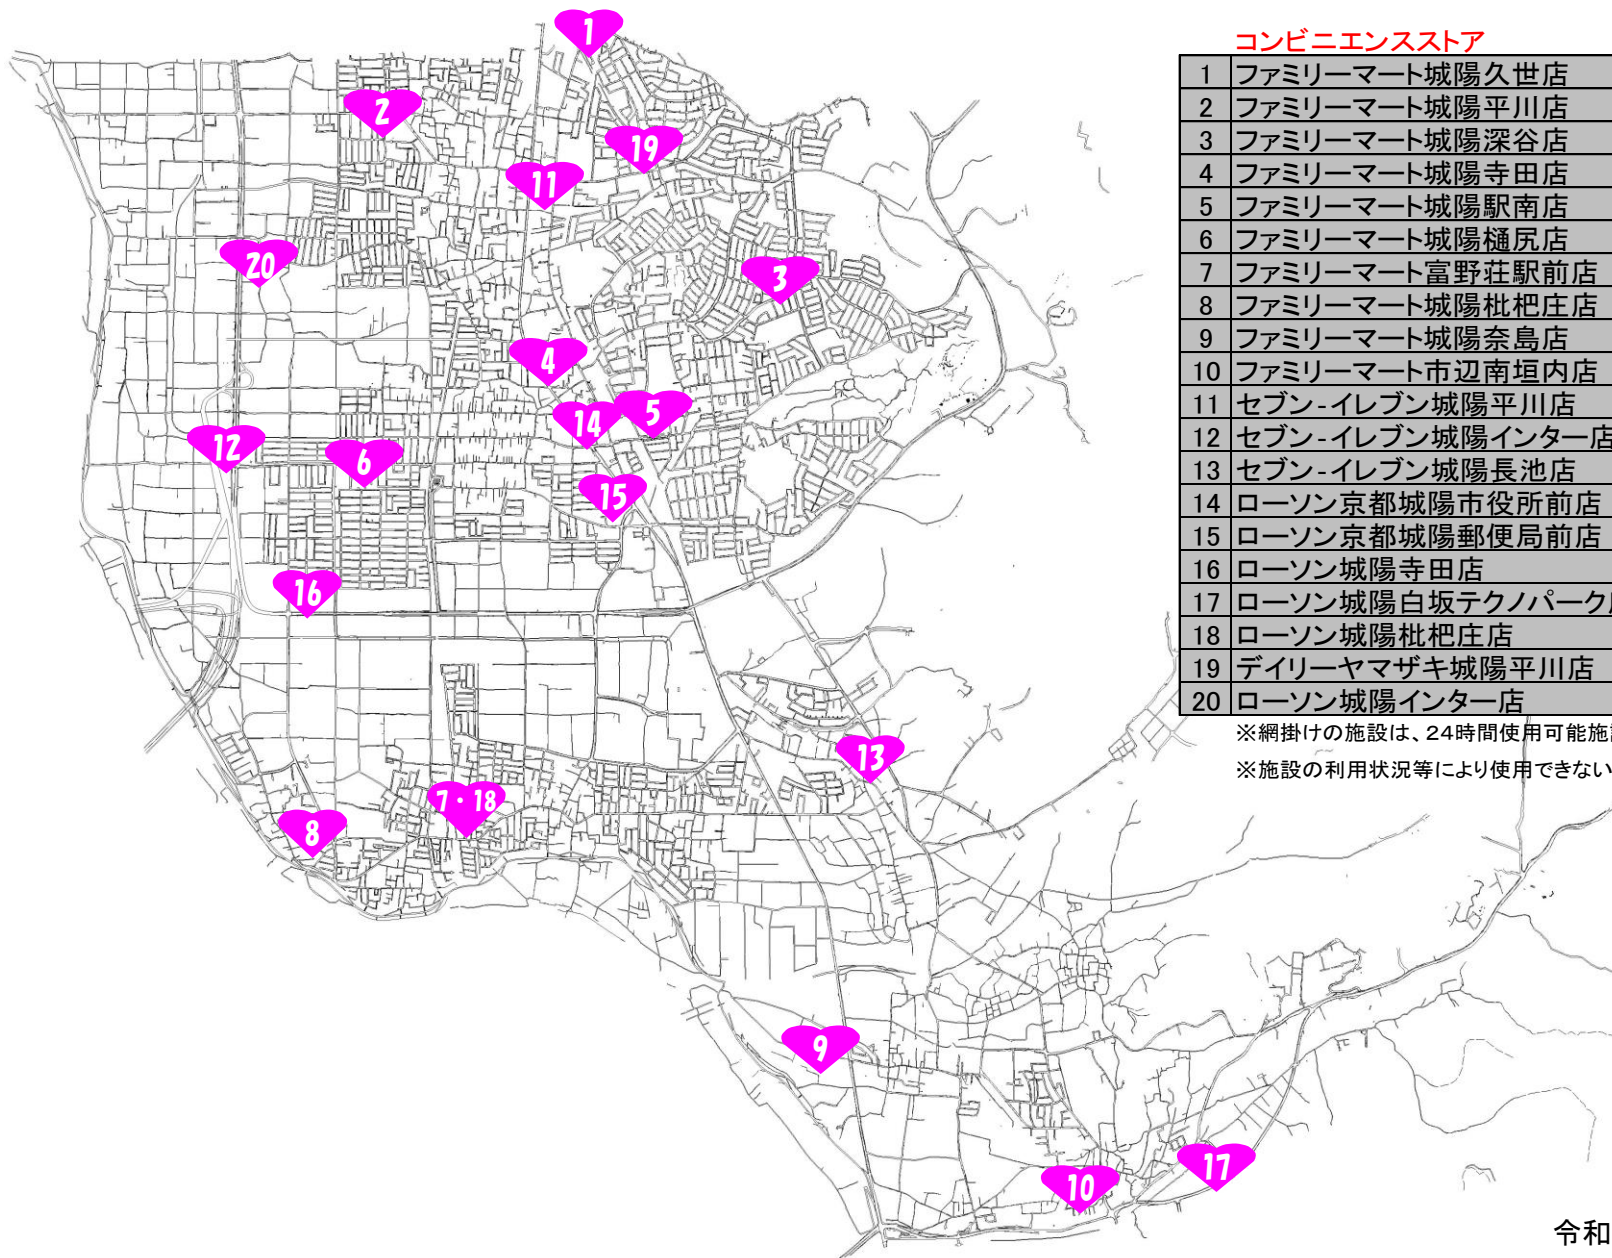 コンビニエンスストア
1 ファミリーマート城陽久世店
2 ファミリーマート城陽平川店
3 ファミリーマート城陽深谷店
4 ファミリーマート城陽寺田店
5 ファミリーマート城陽駅南店
6 ファミリーマート城陽樋尻店
7 ファミリーマート富野荘駅前店
8 ファミリーマート城陽枇杷庄店
9 ファミリーマート城陽奈島店
10 ファミリーマート市辺南垣内店
11 セブン-イレブン城陽平川店
12 セブン-イレブン城陽インター店
13 セブン-イレブン城陽長池店
14 ローソン京都城陽市役所前店
15 ローソン京都城陽郵便局前店
16 ローソン城陽寺田店
17 ローソン城陽白坂テクノパーク
18 ローソン城陽枇杷庄店
19 デイリーヤマザキ城陽平川店
20 ローソン城陽インター店
※網掛けの施設は、24時間使用可能施設
※施設の利用状況等により使用できない
1
2
19
11
20
3
4
14
5
12
6
15
16
13
7・18
8
9
17
10
令和